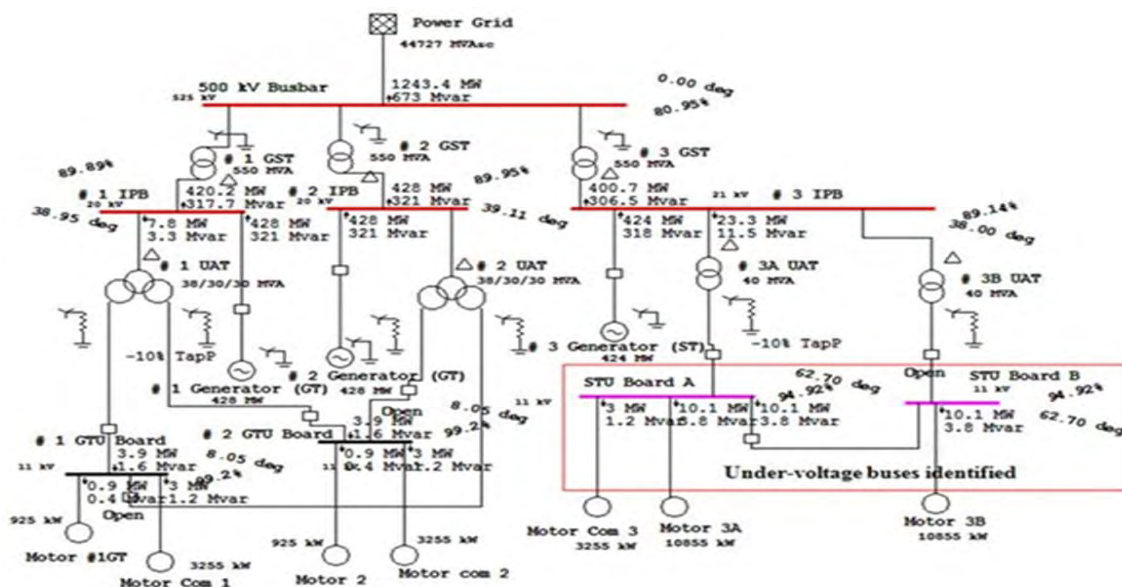 Power Grid
44727 MVAsc
500 kV Busbar
525 kV
1243.4 MW
673 Mvar
0.00 deg
80.95%
# 1 GST
550 MVA
# 2 GST
550 MVA
# 3 GST
550 MVA
89.89%
# 1 IPB
20 kV
420.2 MW
317.7 Mvar
# 2 IPB
20 kV
428 MW
321 Mvar
89.95%
400.7 MW
306.5 Mvar
21 kV
# 3 IPB
38.95 deg
7.8 MW
3.3 Mvar
428 MW
321 Mvar
428 MW
321 Mvar
39.11 deg
424 MW
318 Mvar
23.3 MW
11.5 Mvar
89.14%
38.00 deg
# 1 UAT
38/30/30 MVA
# 2 UAT
38/30/30 MVA
# 3A UAT
40 MVA
# 3B UAT
40 MVA
-10% TapP
# 1 Generator (GT)
428 MW
# 2 Generator (GT)
428 MW
# 3 Generator (ST)
424 MW
-10% TapP
Open
STU Board A
11 kV
62.70 deg
94.92%
STU Board B
11 kV
94.92%
62.70 deg
3 MW
1.2 Mvar
10.1 MW
5.8 Mvar
10.1 MW
3.8 Mvar
10.1 MW
3.8 Mvar
Under-voltage buses identified
Open
3.9 MW
1.6 Mvar
8.05 deg
99.2%
# 2 GTU Board
0.9 MW
0.4 Mvar
3 MW
1.2 Mvar
# 1 GTU Board
11 kV
3.9 MW
1.6 Mvar
8.05 deg
99.2%
0.9 MW
0.4 Mvar
3 MW
1.2 Mvar
Open
925 kW
Motor #1GT
3255 kW
Motor Com 1
925 kW
Motor 2
3255 kW
Motor com 2
Motor Com 3
3255 kW
Motor 3A
10855 kW
Motor 3B
10855 kW